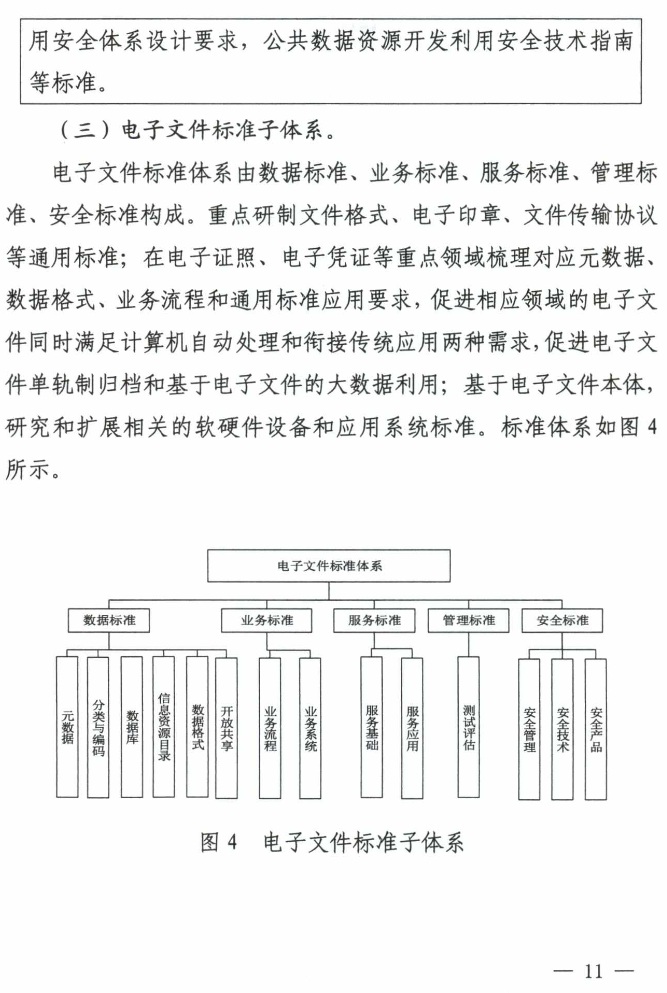 用安全体系设计要求，公共数据资源开发利用安全技术指南
等标准。
（三）电子文件标准子体系。
电子文件标准体系由数据标准、业务标准、服务标准、管理标
准、安全标准构成。重点研制文件格式、电子印章、文件传输协议
等通用标准；在电子证照、电子凭证等重点领域梳理对应元数据、
数据格式、业务流程和通用标准应用要求，促进相应领域的电子文
件同时满足计算机自动处理和衔接传统应用两种需求，促进电子文
件单轨制归档和基于电子文件的大数据利用；基于电子文件本体，
研究和扩展相关的软硬件设备和应用系统标准。标准体系如图 4
所示。
电子文件标准体系
数据标准
业务标准
服务标准
管理标准
安全标准
元数据
分类与编码
数据库
信息资源目录
数据格式
开放共享
业务流程
业务系统
服务基础
服务应用
测试评估
安全管理
安全技术
安全产品
图 4 电子文件标准子体系
— 11 —